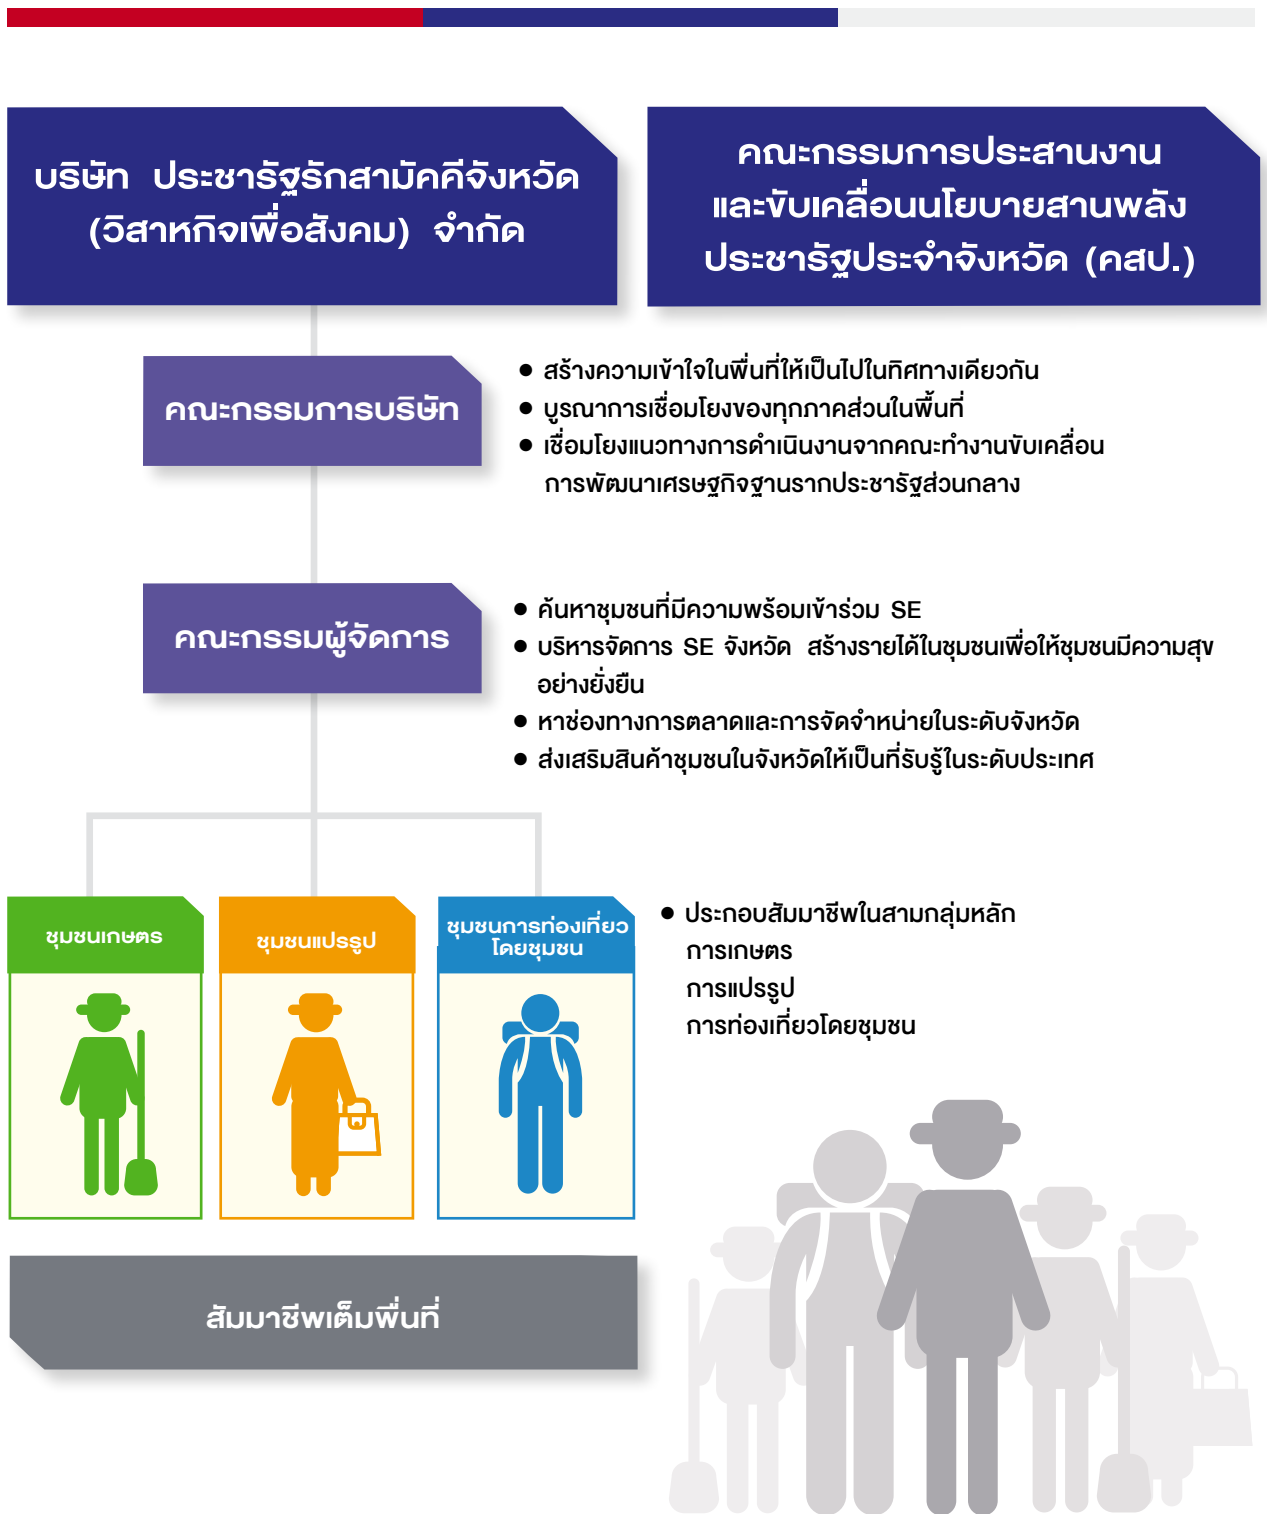 บริษัท ประชารัฐรักสามัคคีจังหวัด
(วิสาหกิจเพื่อสังคม) จำกัด
คณะกรรมการประสานงาน
และขับเคลื่อนนโยบายสานพลัง
ประชารัฐประจำจังหวัด (คสป.)
คณะกรรมการบริษัท
● สร้างความเข้าใจในพื่นที่ให้เป็นไปในทิศทางเดียวกัน
● บูรณาการเชื่อมโยงของทุกภาคส่วนในพื้นที่
● เชื่อมโยงแนวทางการดำเนินงานจากคณะทำงานขับเคลื่อน
การพัฒนาเศรษฐกิจฐานรากประชารัฐส่วนกลาง
คณะกรรมผู้จัดการ
● ค้นหาชุมชนที่มีความพร้อมเข้าร่วม SE
● บริหารจัดการ SE จังหวัด สร้างรายได้ในชุมชนเพื่อให้ชุมชนมีความสุข
อย่างยั่งยืน
● หาช่องทางการตลาดและการจัดจำหน่ายในระดับจังหวัด
● ส่งเสริมสินค้าชุมชนในจังหวัดให้เป็นที่รับรู้ในระดับประเทศ
ชุมชนเกษตร
ชุมชนแปรรูป
ชุมชนการท่องเที่ยว
โดยชุมชน
● ประกอบสัมมาชีพในสามกลุ่มหลัก
การเกษตร
การแปรรูป
การท่องเที่ยวโดยชุมชน
สัมมาชีพเต็มพื่นที่